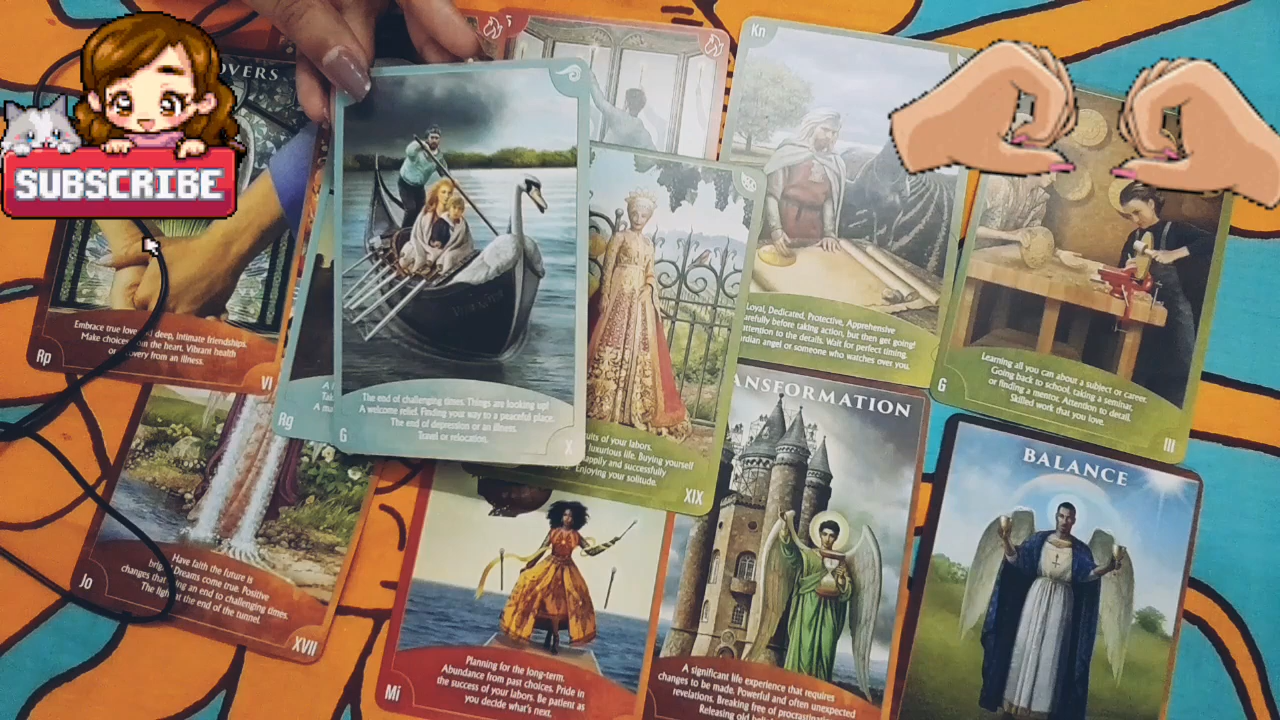 OVERS
SUBSCRIBE
Embrace true love and deep, intimate friendships.
Make choices from the heart. Vibrant health
or recovery from an illness.
Rp
VI
Rg
The end of challenging times. Things are looking up!
A welcome relief. Finding your way to a peaceful place.
The end of depression or an illness.
Travel or relocation.
G
X
uits of your labors.
luxurious life. Buying yourself
appily and successfully
Enjoying your solitude.
XIX
Kn
Loyal, Dedicated, Protective, Apprehensive
arefully before taking action, but then get going!
attention to the details. Wait for perfect timing.
rdian angel or someone who watches over you.
Learning all you can about a subject or career.
Going back to school, taking a seminar,
or finding a mentor. Attention to detail.
Skilled work that you love.
G
III
Have faith the future is
Dreams come true. Positive
changes that an end to challenging times.
The light at the end of the tunnel.
Jo
XVII
Planning for the long-term.
Abundance from past choices. Pride in
the success of your labors. Be patient as
you decide what's next.
Mi
ANSFORMATION
A significant life experience that requires
changes to be made. Powerful and often unexpected
revelations. Breaking free of
Releasing old
BALANCE